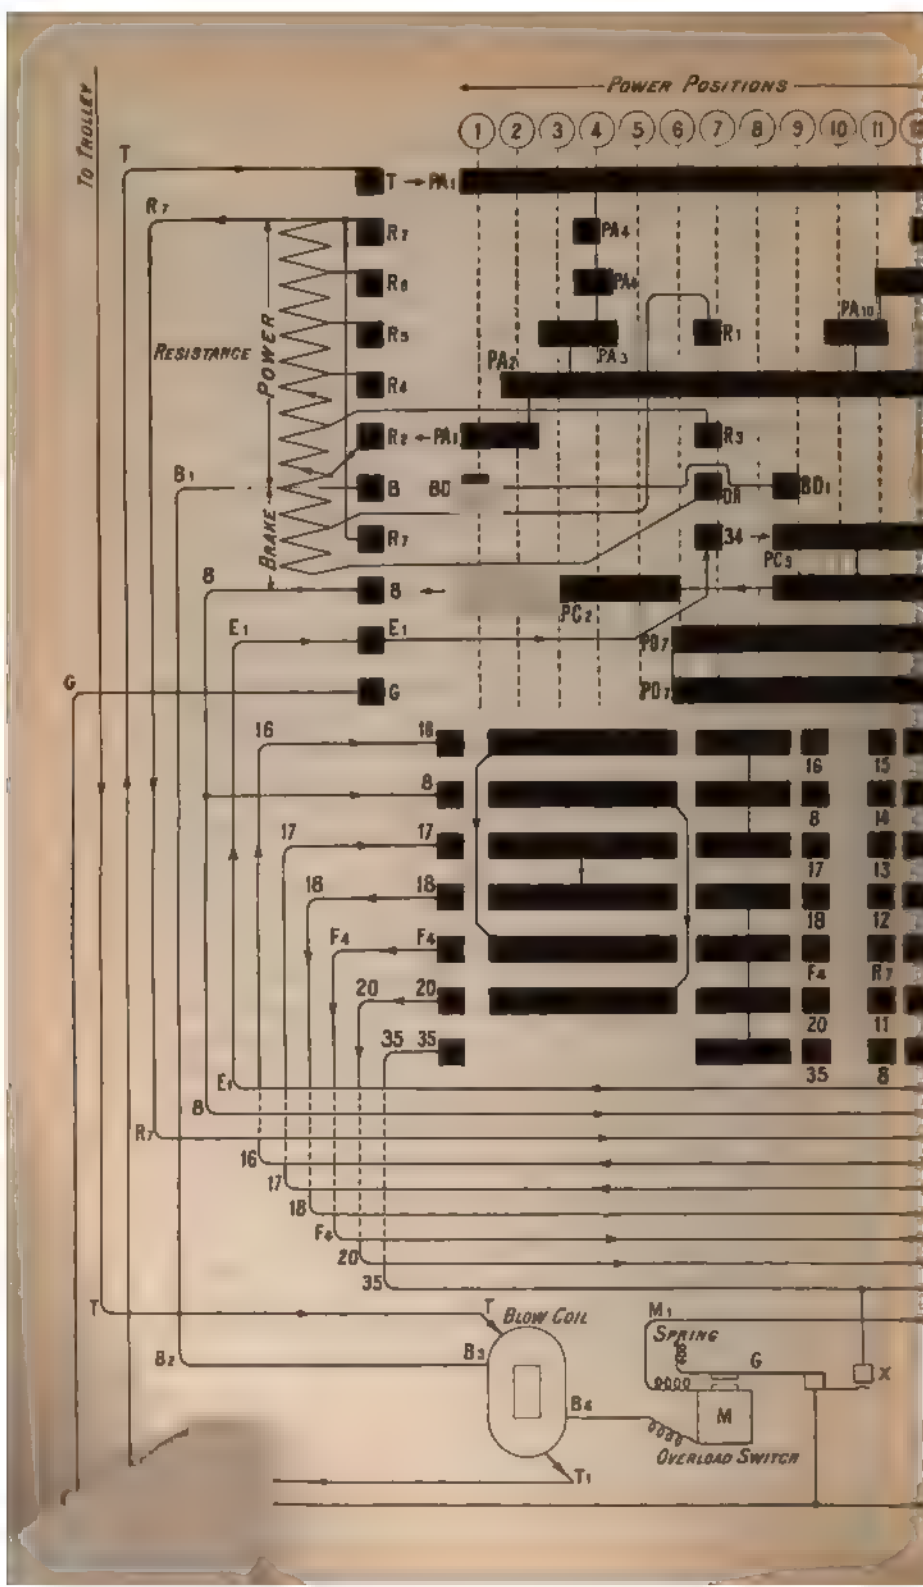 POWER POSITIONS
TO TROLLEY
1 2 3 4 5 6 7 8 9 10 11
T
T PA1
R7
R7 PA4
R6 PA4
RESISTANCE
POWER
R5 PA3 R1 PA10
PA2
R4
R2 PA1 R3
B1
B BD DR BD1
BRAKE
R7 34
PC9
8
8 PC2
E1
E1 PD7
G
G PD7
16 16
16 15
8
8 14
17 17
17 13
18 18
18 12
F4 F4
F4 R7
20 20
20 11
35 35
35 8
E1
8
R7
16
17
18
F4
20
35
T T BLOW COIL M1
SPRING
B2 B3 G X
B4 M
OVERLOAD SWITCH
T1